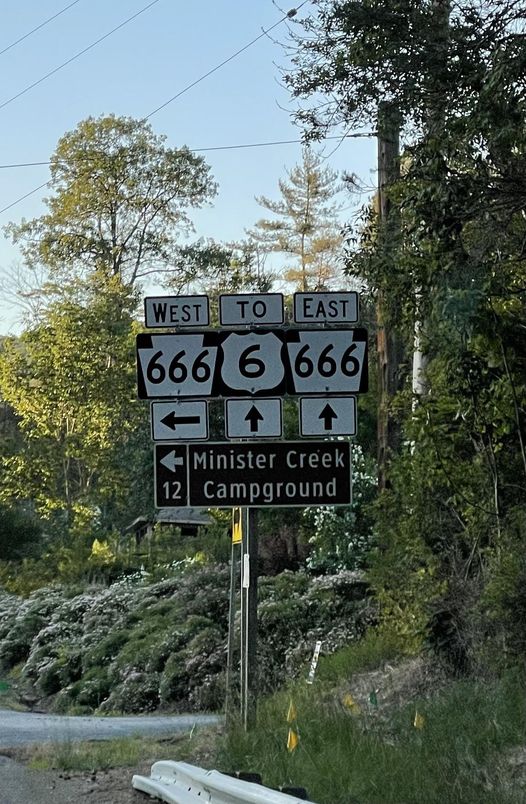 WEST TO EAST
666 6 666
Minister Creek
12 Campground